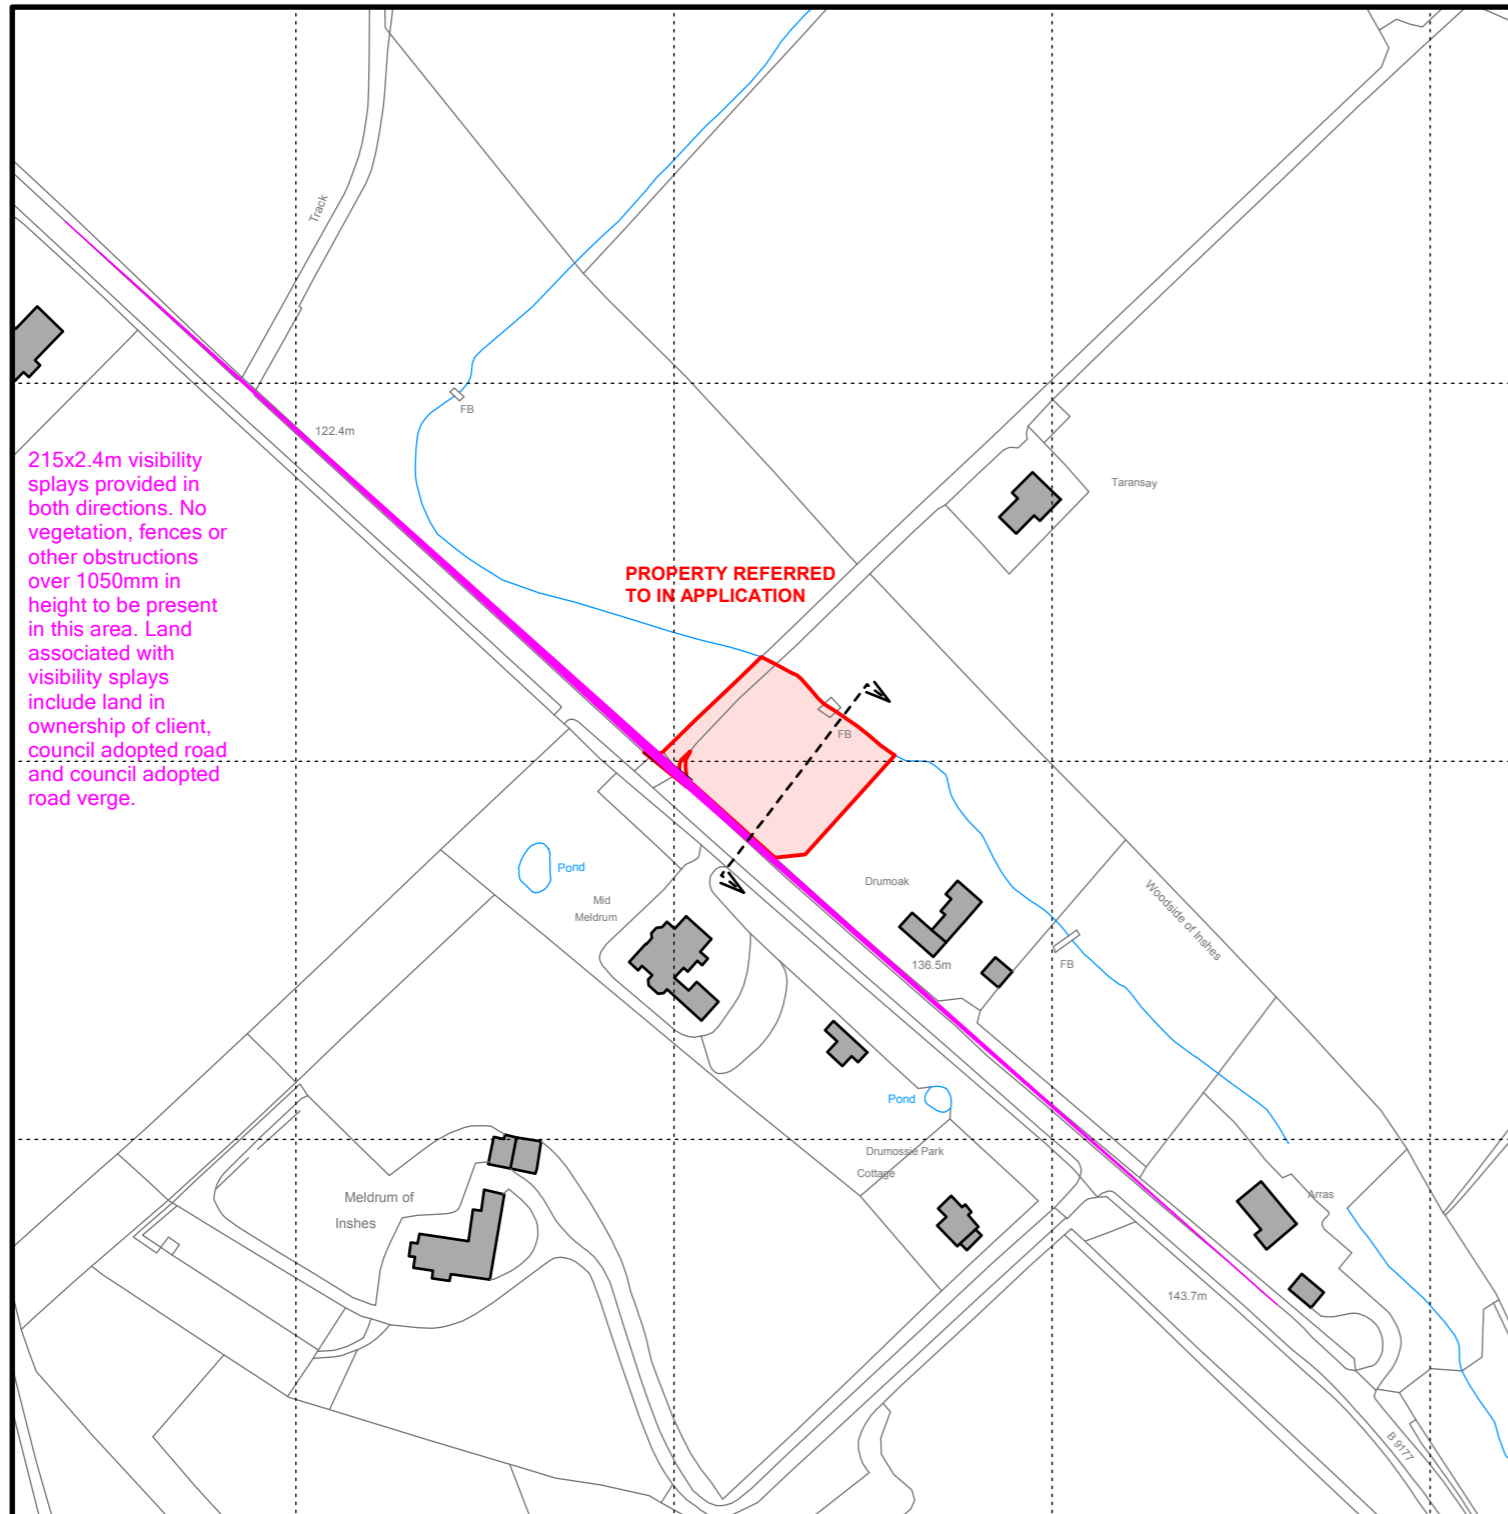 Track
122.4m
FB
215x2.4m visibility
splays provided in
both directions. No
vegetation, fences or
other obstructions
over 1050mm in
height to be present
in this area. Land
associated with
visibility splays
include land in
ownership of client,
council adopted road
and council adopted
road verge.
Taransay
PROPERTY REFERRED
TO IN APPLICATION
FB
Pond
Mid
Meldrum
Drumoak
136.5m
Woodside of Inshes
FB
Pond
Drumossie Park
Cottage
Meldrum of
Inshes
Arras
143.7m
B 9177